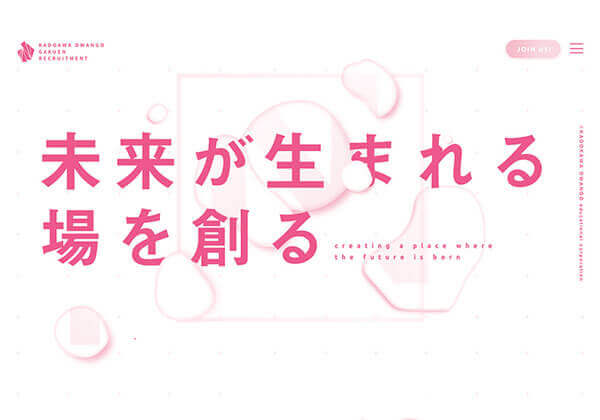 KADOKAWA DWANGO
GAKUEN
RECRUITMENT
JOIN US!
未来が生まれる
場を創る
creating a place where
the future is born
©KADOKAWA DWANGO educational corporation